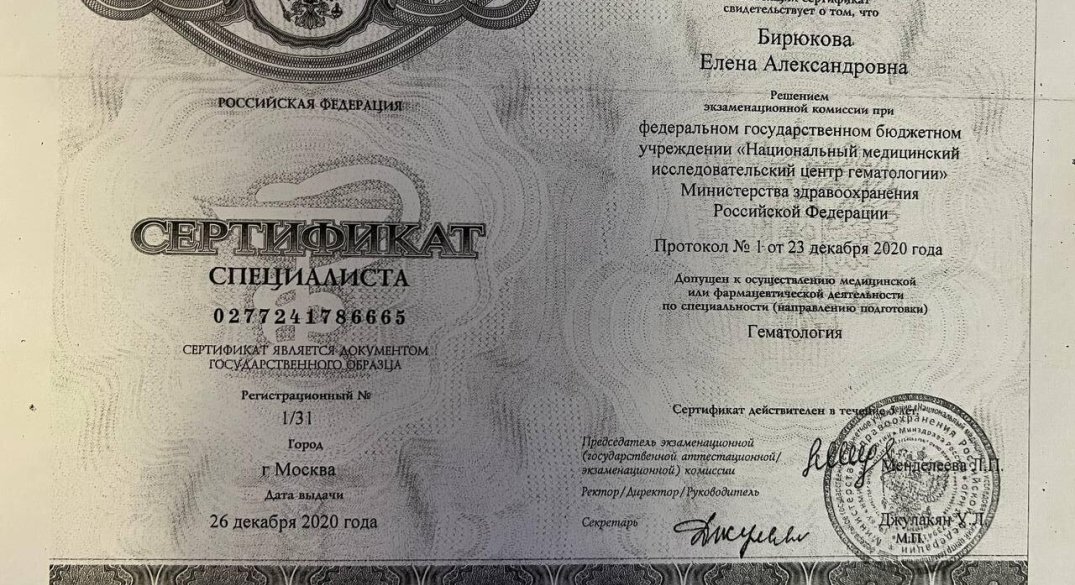 РОССИЙСКАЯ ФЕДЕРАЦИЯ
СЕРТИФИКАТ
СПЕЦИАЛИСТА
0277241786665
СЕРТИФИКАТ ЯВЛЯЕТСЯ ДОКУМЕНТОМ
ГОСУДАРСТВЕННОГО ОБРАЗЦА
Регистрационный №
1/31
Город
г Москва
Дата выдачи
26 декабря 2020 года
сертификат
свидетельствует о том, что
Бирюкова
Елена Александровна
Решением
экзаменационной комиссии при
федеральном государственном бюджетном
учреждении «Национальный медицинский
исследовательский центр гематологии»
Министерства здравоохранения
Российской Федерации
Протокол № 1 от 23 декабря 2020 года
Допущен к осуществлению медицинской
или фармацевтической деятельности
по специальности (направлению подготовки)
Гематология
Сертификат действителен в течение 5 лет.
Председатель экзаменационной
(государственной аттестационной/
экзаменационной) комиссии
Менделеева Л.П.
Ректор/Директор/Руководитель
Секретарь
Джулакян У.Л.
М.П.